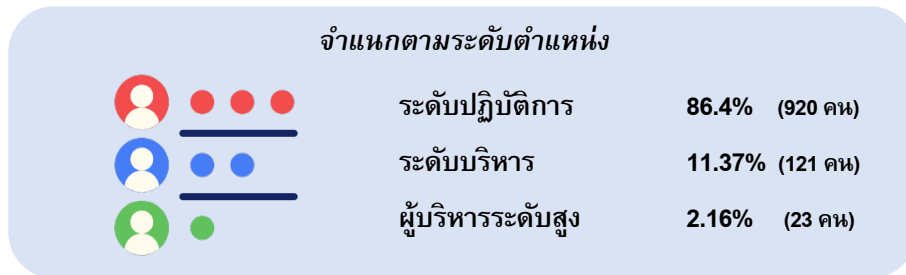 จำแนกตามระดับตำแหน่ง
ระดับปฏิบัติการ 86.4% (920 คน)
ระดับบริหาร 11.37% (121 คน)
ผู้บริหารระดับสูง 2.16% (23 คน)